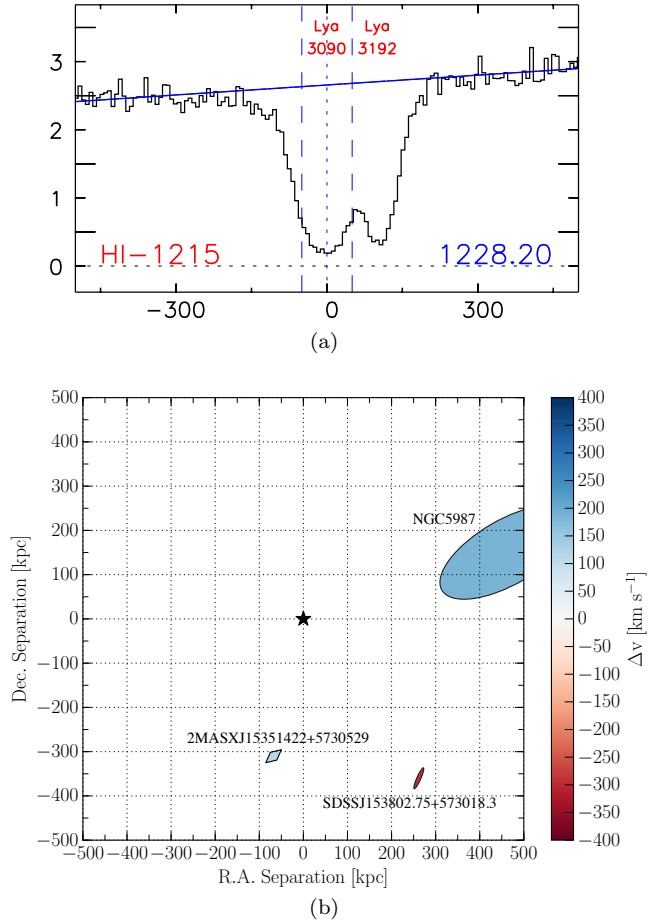 Lya Lya
3090 3192
3
2
1
0
HI-1215 1228.20
-300 0 300
(a)
500
400
300
200
100
0
−100
−200
−300
−400
−500
Dec. Separation [kpc]
NGC5987
2MASXJ15351422+5730529
SDSSJ153802.75+573018.3
−500 −400 −300 −200 −100 0 100 200 300 400 500
R.A. Separation [kpc]
400
350
300
250
200
150
100
50
0
−50
−100
−150
−200
−250
−300
−350
−400
Δv [km s⁻¹]
(b)